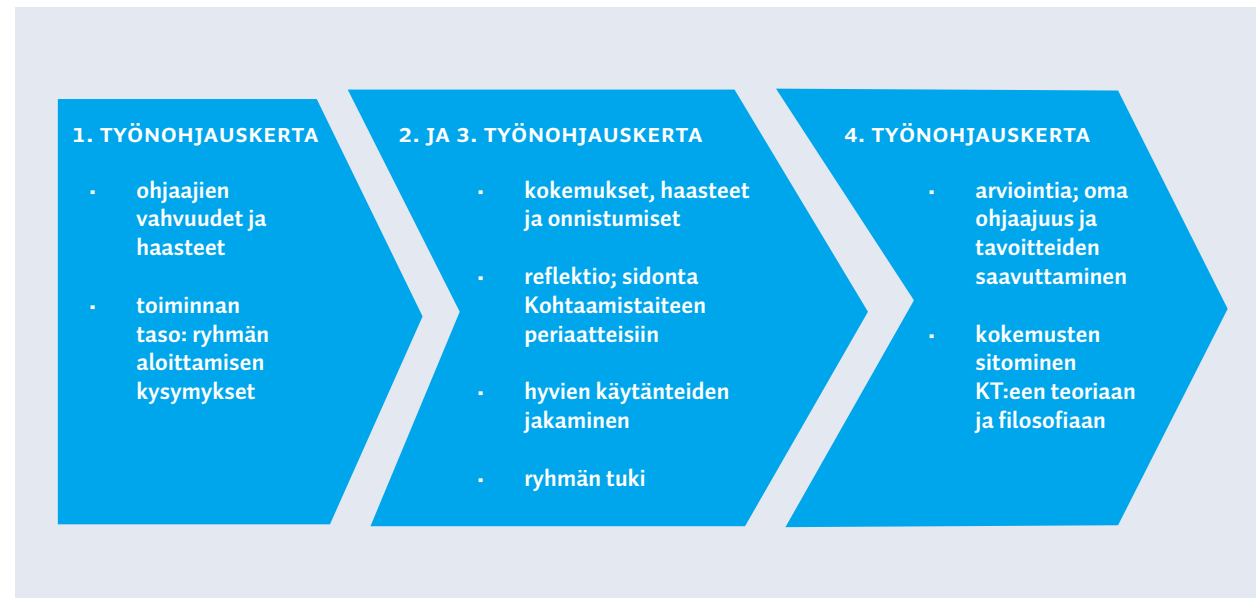 1. TYÖNOHJAUSKERTA
· ohjaajien
vahvuudet ja
haasteet
· toiminnan
taso: ryhmän
aloittamisen
kysymykset
2. JA 3. TYÖNOHJAUSKERTA
· kokemukset, haasteet
ja onnistumiset
· reflektio; sidonta
Kohtaamistaiteen
periaatteisiin
· hyvien käytänteiden
jakaminen
· ryhmän tuki
4. TYÖNOHJAUSKERTA
· arviointia; oma
ohjaajuus ja
tavoitteiden
saavuttaminen
· kokemusten
sitominen
KT:een teoriaan
ja filosofiaan